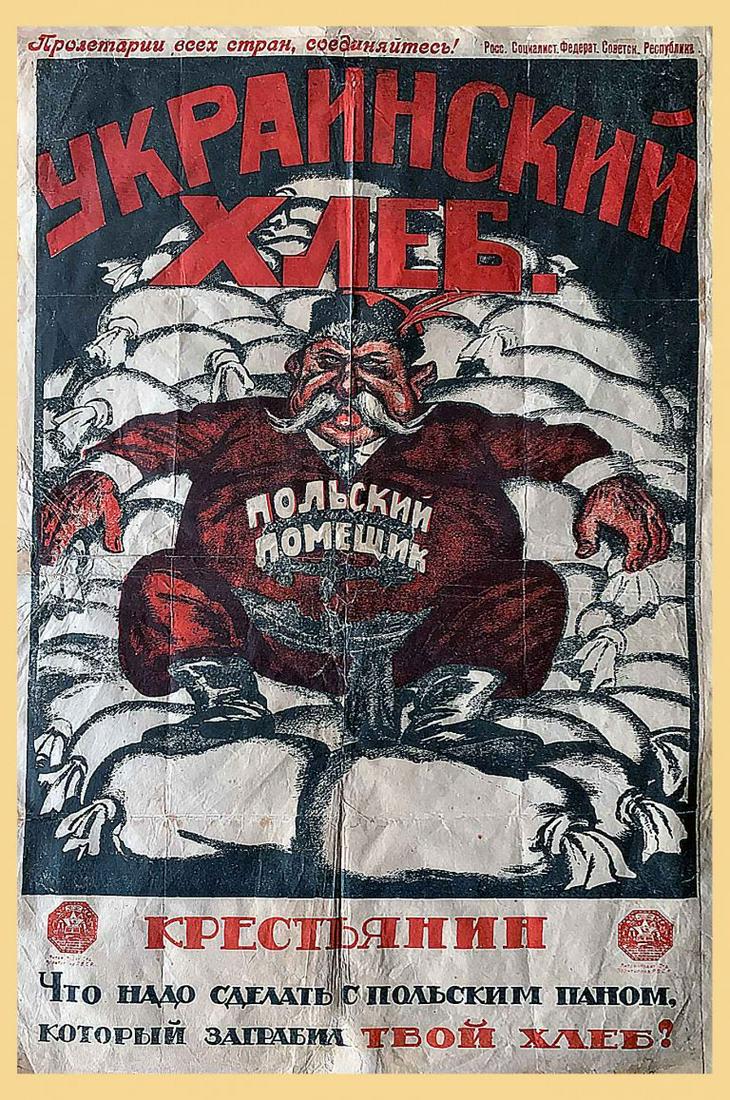 Пролетарии всех стран, соединяйтесь!
Росс. Социалист. Федерат. Советск. Республика.
УКРАИНСКИЙ
ХЛЕБ.
ПОЛЬСКИЙ
ПОМЕЩИК
КРЕСТЬЯНИН
Что надо сделать с польским паном,
который заграбил ТВОЙ ХЛЕБ?